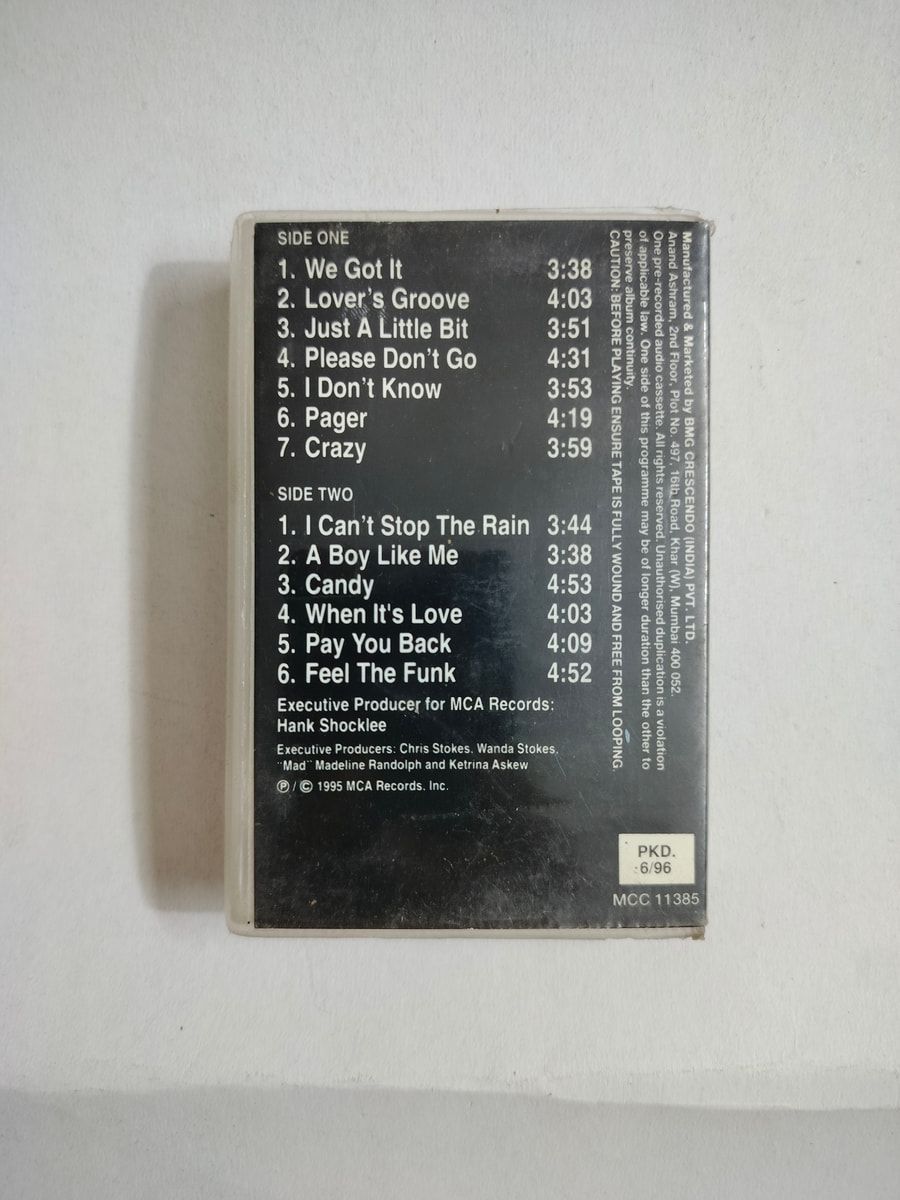 SIDE ONE
1. We Got It 3:38
2. Lover's Groove 4:03
3. Just A Little Bit 3:51
4. Please Don't Go 4:31
5. I Don't Know 3:53
6. Pager 4:19
7. Crazy 3:59
SIDE TWO
1. I Can't Stop The Rain 3:44
2. A Boy Like Me 3:38
3. Candy 4:53
4. When It's Love 4:03
5. Pay You Back 4:09
6. Feel The Funk 4:52
Executive Producer for MCA Records:
Hank Shocklee
Executive Producers: Chris Stokes, Wanda Stokes,
"Mad" Madeline Randolph and Ketrina Askew
Ⓟ / © 1995 MCA Records. Inc.
Manufactured & Marketed by BMG CRESCENDO (INDIA) PVT. LTD.
Anand Ashram, 2nd Floor, Plot No. 497, 16th Road, Khar (W), Mumbai 400 052.
One pre-recorded audio cassette. All rights reserved. Unauthorised duplication is a violation
of applicable law. One side of this programme may be of longer duration than the other to
preserve album continuity.
CAUTION: BEFORE PLAYING ENSURE TAPE IS FULLY WOUND AND FREE FROM LOOPING.
PKD.
6/96
MCC 11385